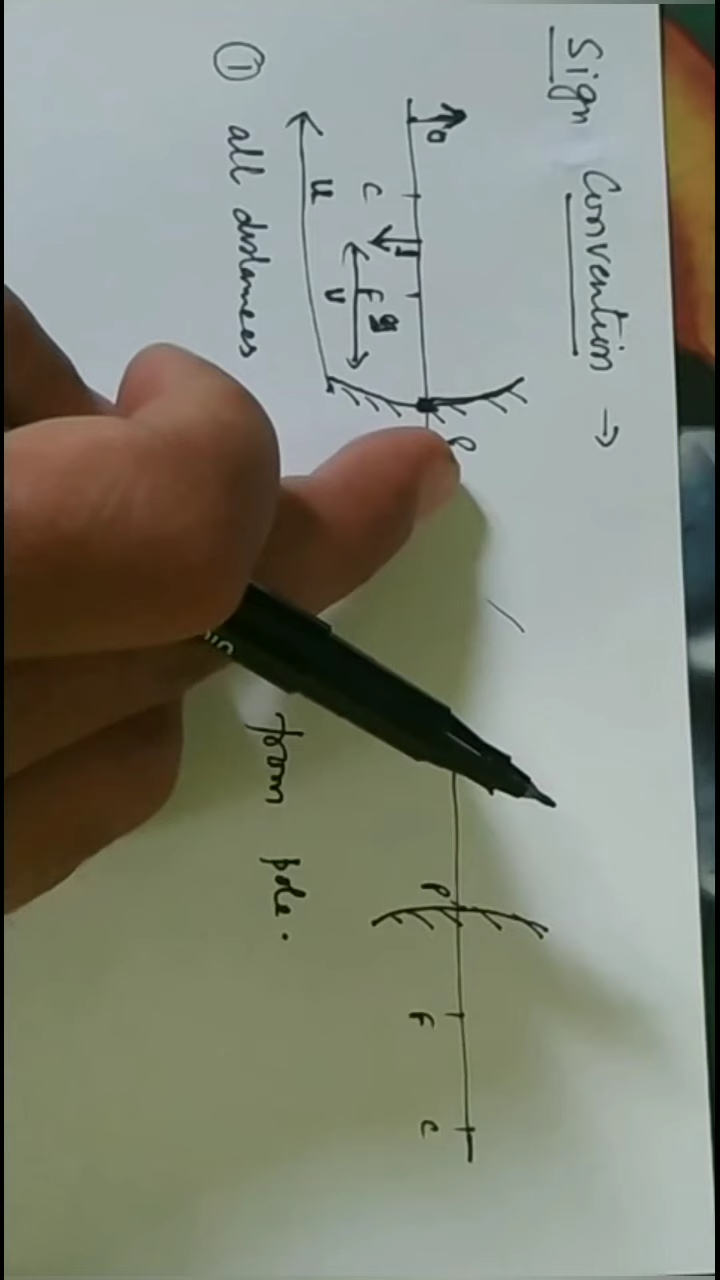 Sign Convention →
O
P
C
I
F
v
u
P
F
C
① all distances
from pole.